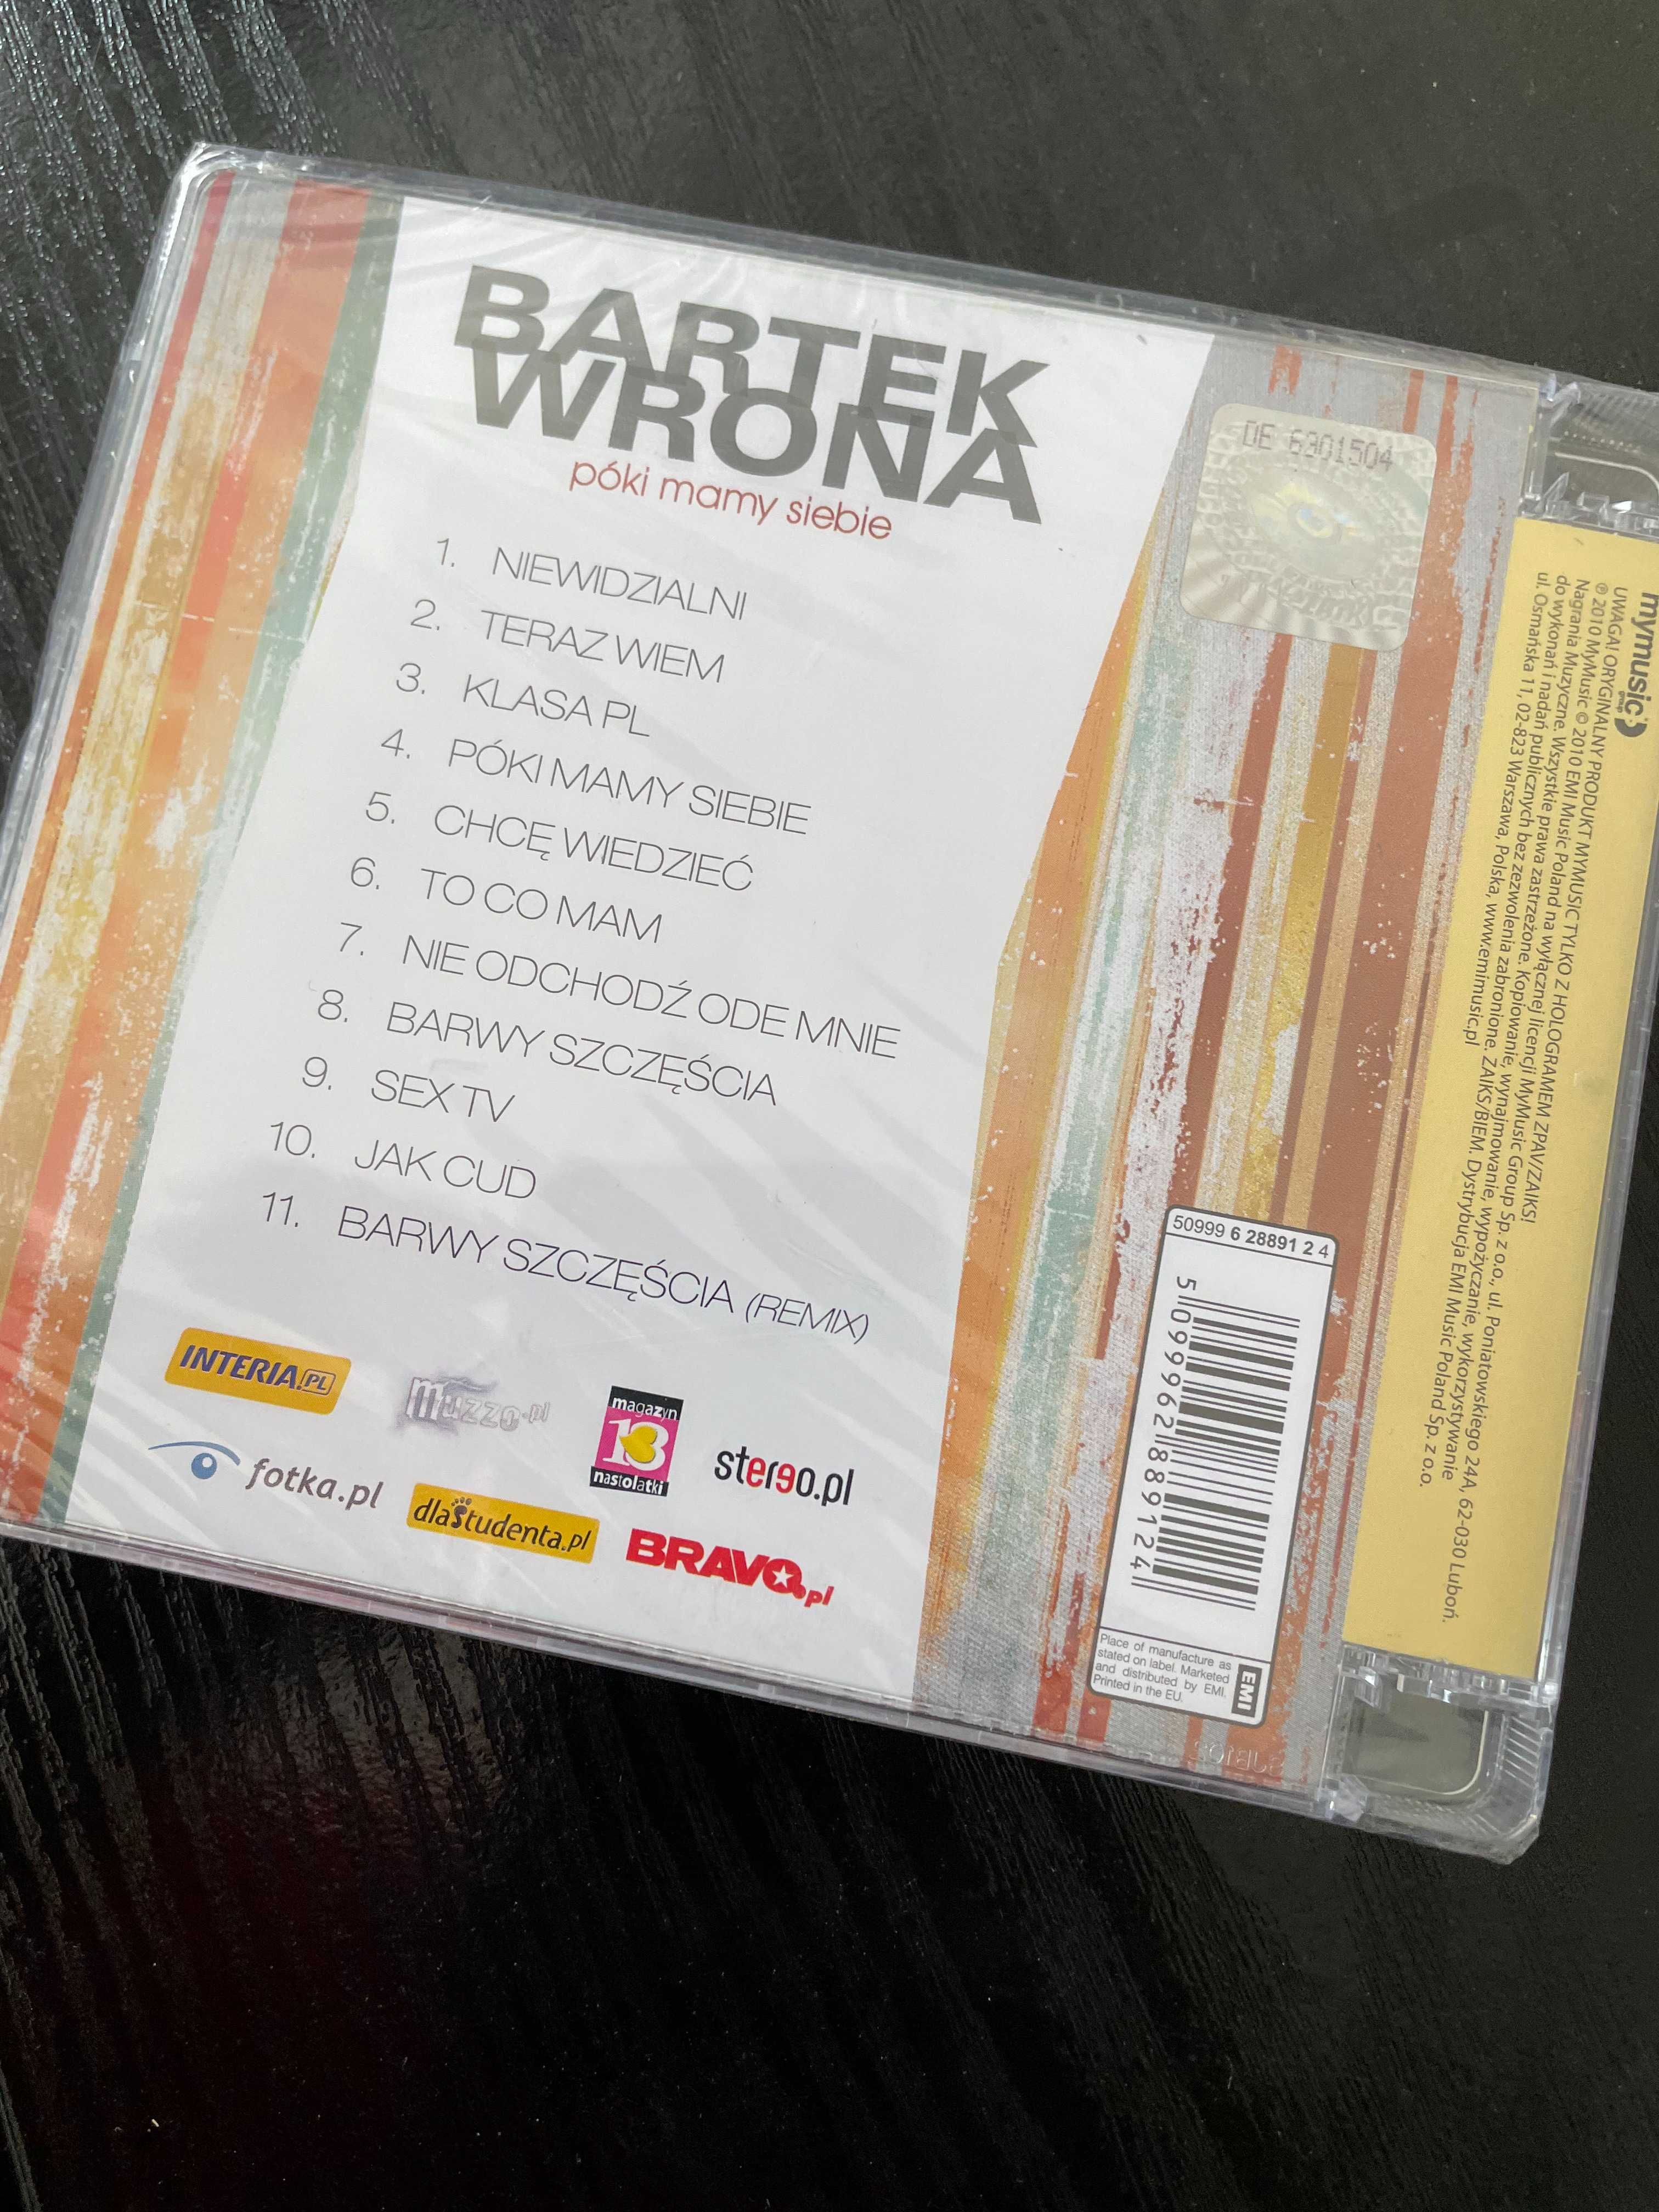 BARTEK
WRONA
póki mamy siebie
1. NIEWIDZIALNI
2. TERAZ WIEM
3. KLASA PL
4. PÓKI MAMY SIEBIE
5. CHCĘ WIEDZIEĆ
6. TO CO MAM
7. NIE ODCHODŹ ODE MNIE
8. BARWY SZCZĘŚCIA
9. SEX TV
10. JAK CUD
11. BARWY SZCZĘŚCIA (REMIX)
INTERIA.PL
muzzo.pl
magazyn
13
nastolatki
stereo.pl
fotka.pl
dlaStudenta.pl
BRAVO.pl
DE 6301504
50999 6 28891 2 4
5 099962 889124
Place of manufacture as
stated on label. Marketed
and distributed by EMI.
Printed in the EU.
EMI
mymusic
group
UWAGA! ORYGINALNY PRODUKT MYMUSIC TYLKO Z HOLOGRAMEM ZPAV/ZAIKS!
℗ 2010 MyMusic © 2010 EMI Music Poland na wyłącznej licencji MyMusic Group Sp. z o.o., ul. Poniatowskiego 24A, 62-030 Luboń.
Nagrania Muzyczne. Wszystkie prawa zastrzeżone. Kopiowanie, wynajmowanie, wypożyczanie, wykorzystywanie
do wykonań i nadań publicznych bez zezwolenia zabronione. ZAIKS/BIEM. Dystrybucja EMI Music Poland Sp. z o.o.
ul. Osmańska 11, 02-823 Warszawa, Polska, www.emimusic.pl